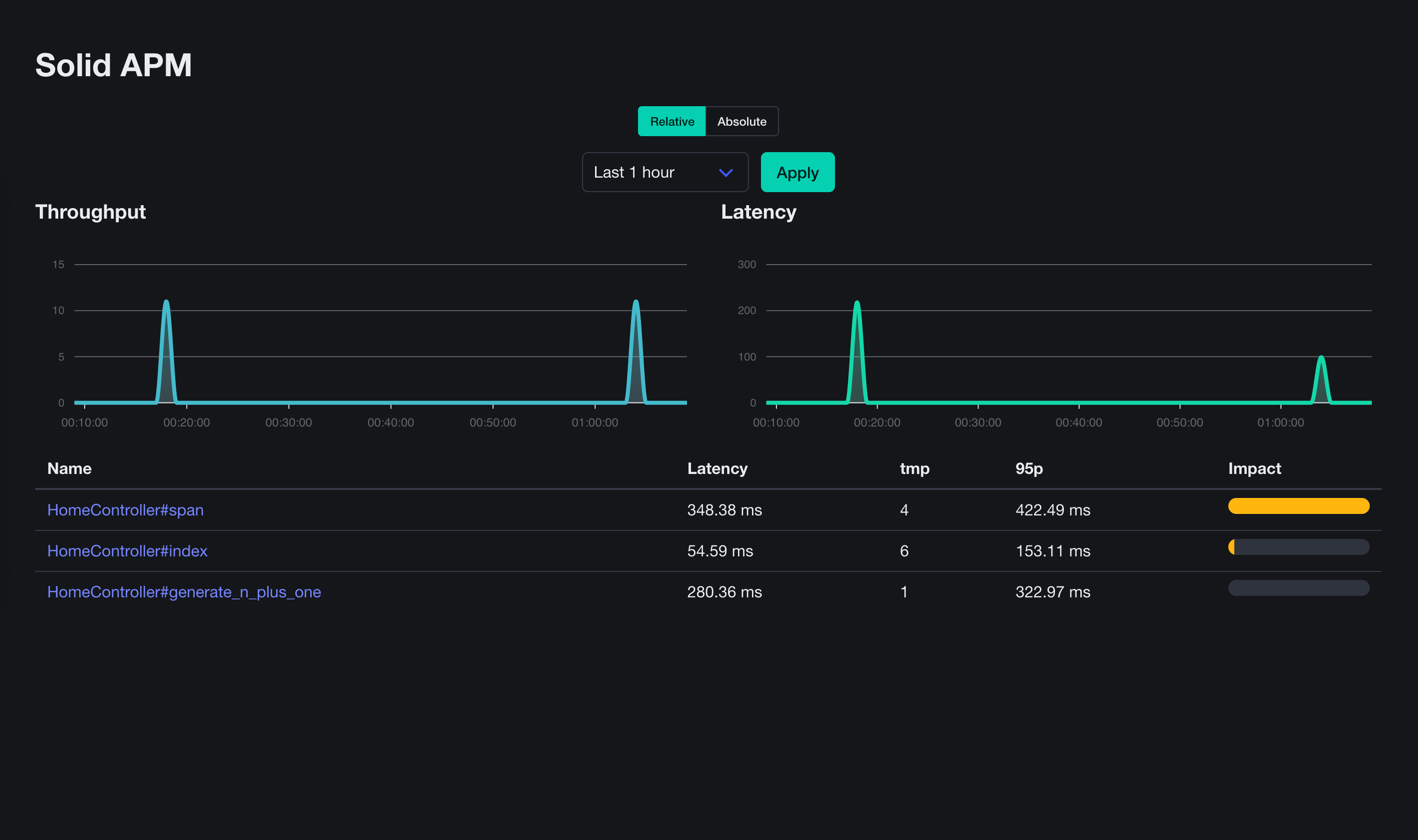 Solid APM
Relative Absolute
Last 1 hour Apply
Throughput
15
10
5
0
00:10:00 00:20:00 00:30:00 00:40:00 00:50:00 01:00:00
Latency
300
200
100
0
00:10:00 00:20:00 00:30:00 00:40:00 00:50:00 01:00:00
Name Latency tmp 95p Impact
HomeController#span 348.38 ms 4 422.49 ms
HomeController#index 54.59 ms 6 153.11 ms
HomeController#generate_n_plus_one 280.36 ms 1 322.97 ms